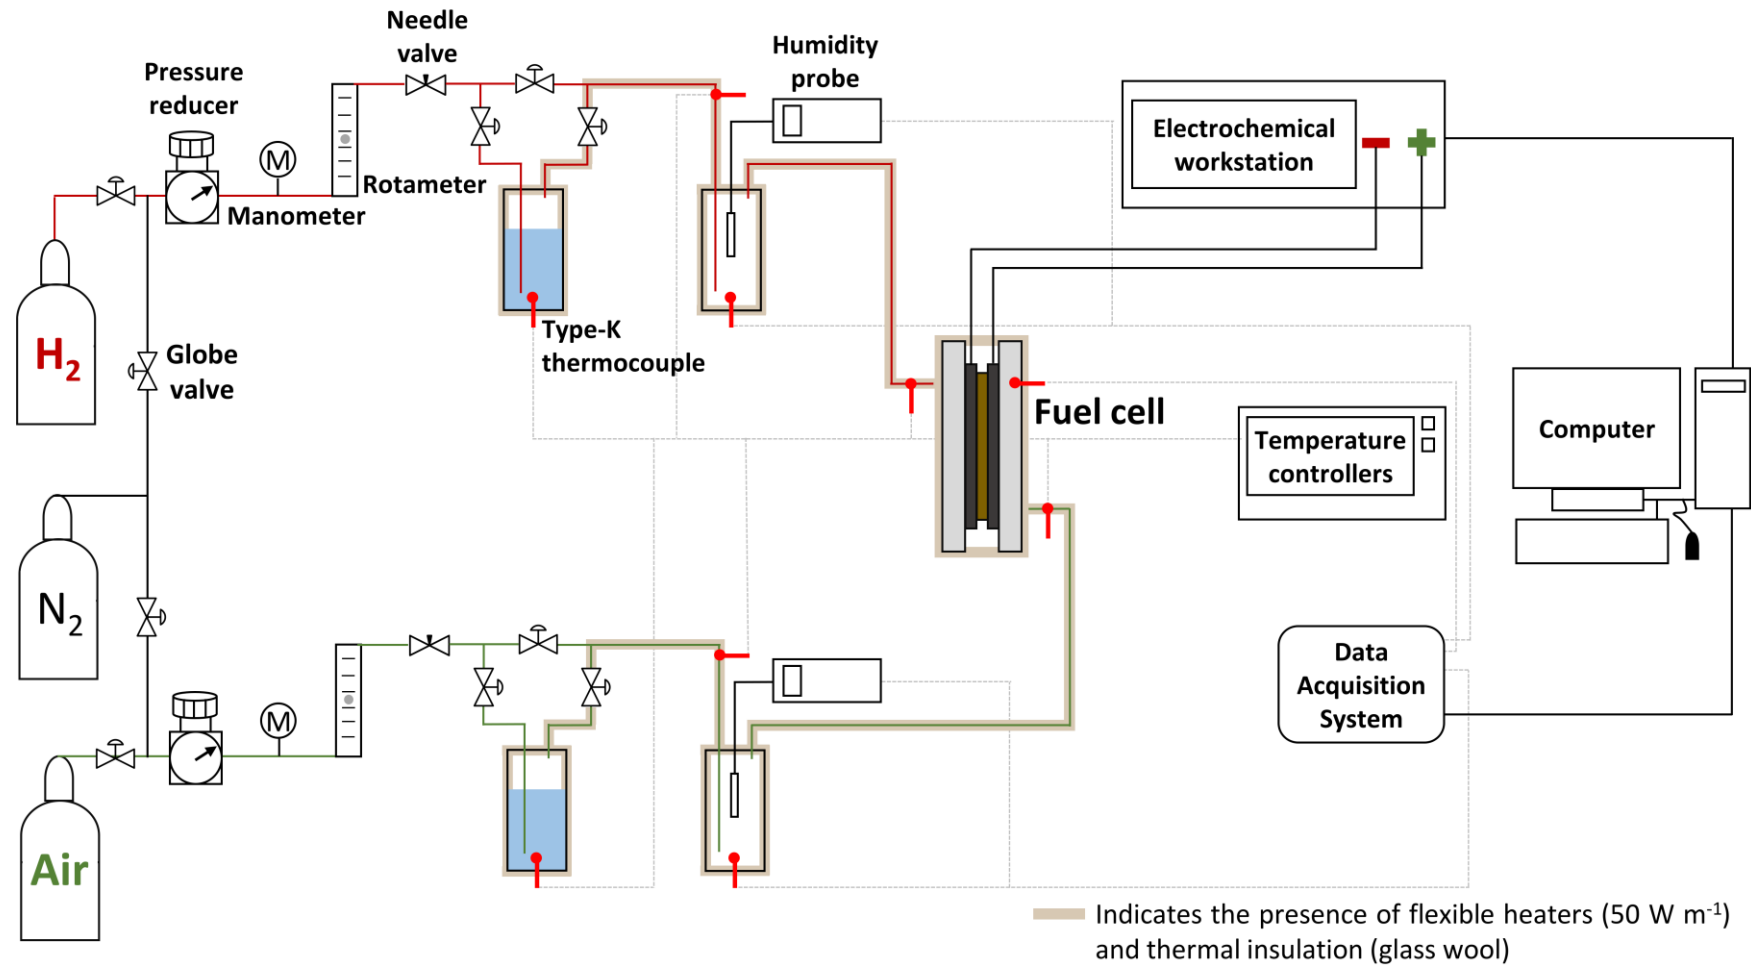 Needle
valve
Humidity
probe
Pressure
reducer
Electrochemical
workstation
M
Rotameter
Manometer
Type-K
thermocouple
H2
Globe
valve
Fuel cell
Temperature
controllers
Computer
N2
Data
Acquisition
System
M
Air
Indicates the presence of flexible heaters (50 W m-1)
and thermal insulation (glass wool)